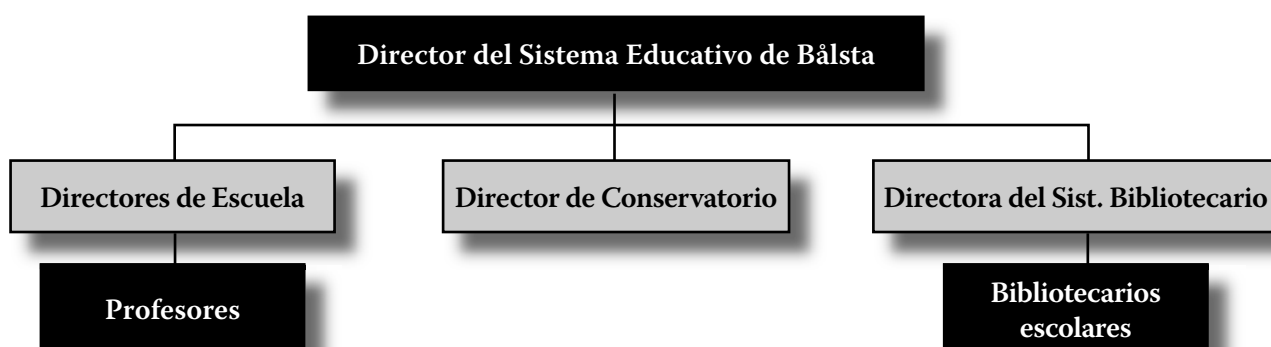 Director del Sistema Educativo de Bålsta
Directores de Escuela
Director de Conservatorio
Directora del Sist. Bibliotecario
Profesores
Bibliotecarios
escolares